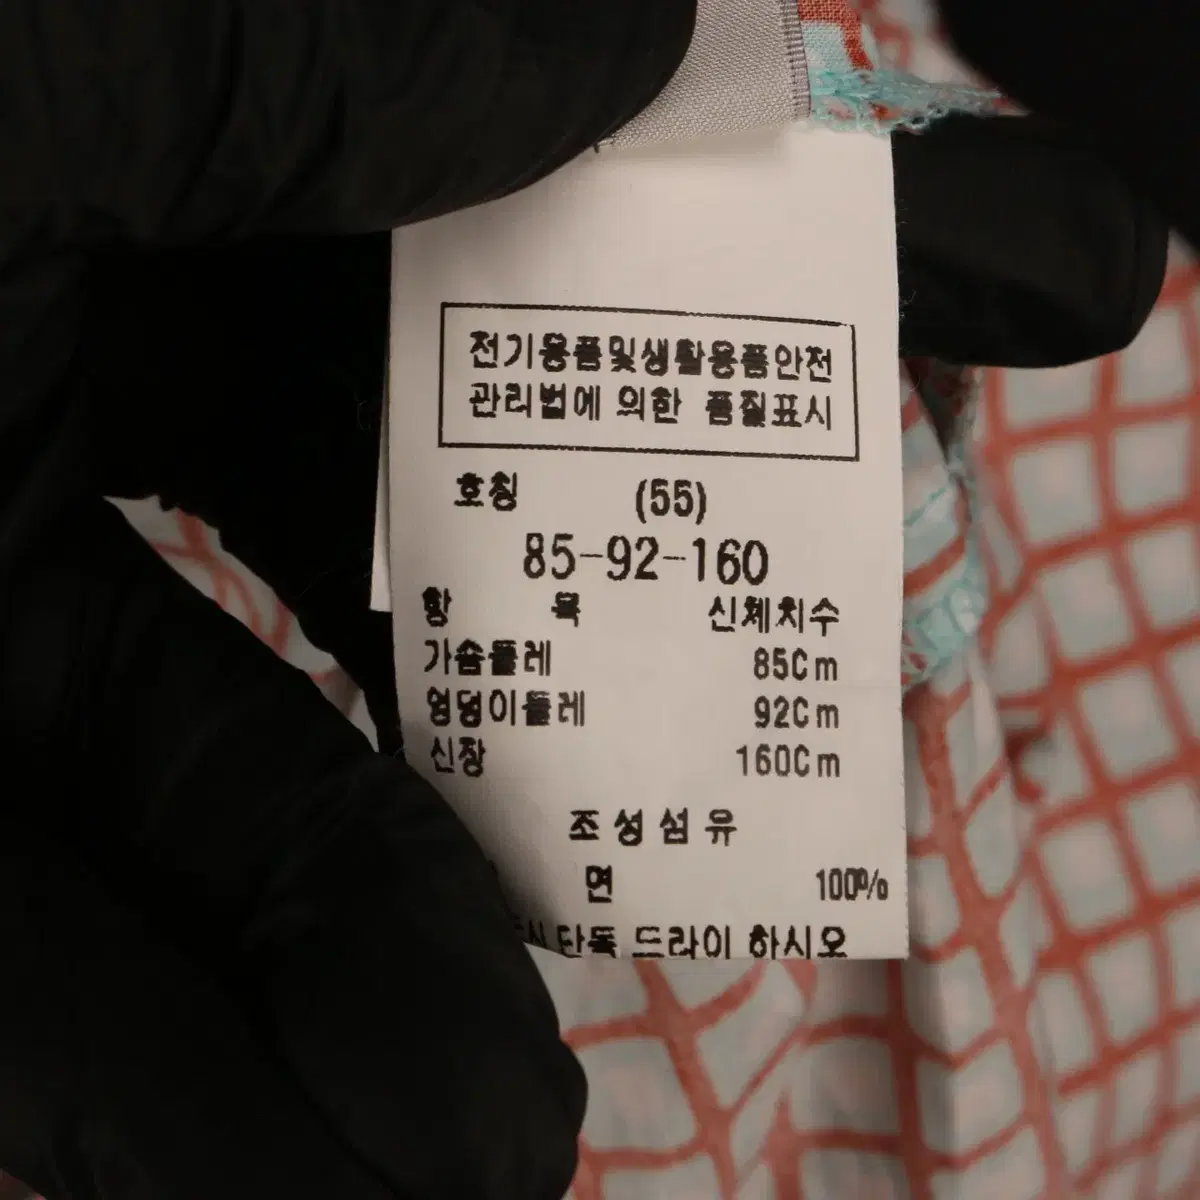 전기용품및생활용품안전
관리법에 의한 품질표시
호칭 (55)
85-92-160
항 목 신체치수
가슴둘레 85Cm
엉덩이둘레 92Cm
신장 160Cm
조성섬유
면 100%
단독 드라이 하시오